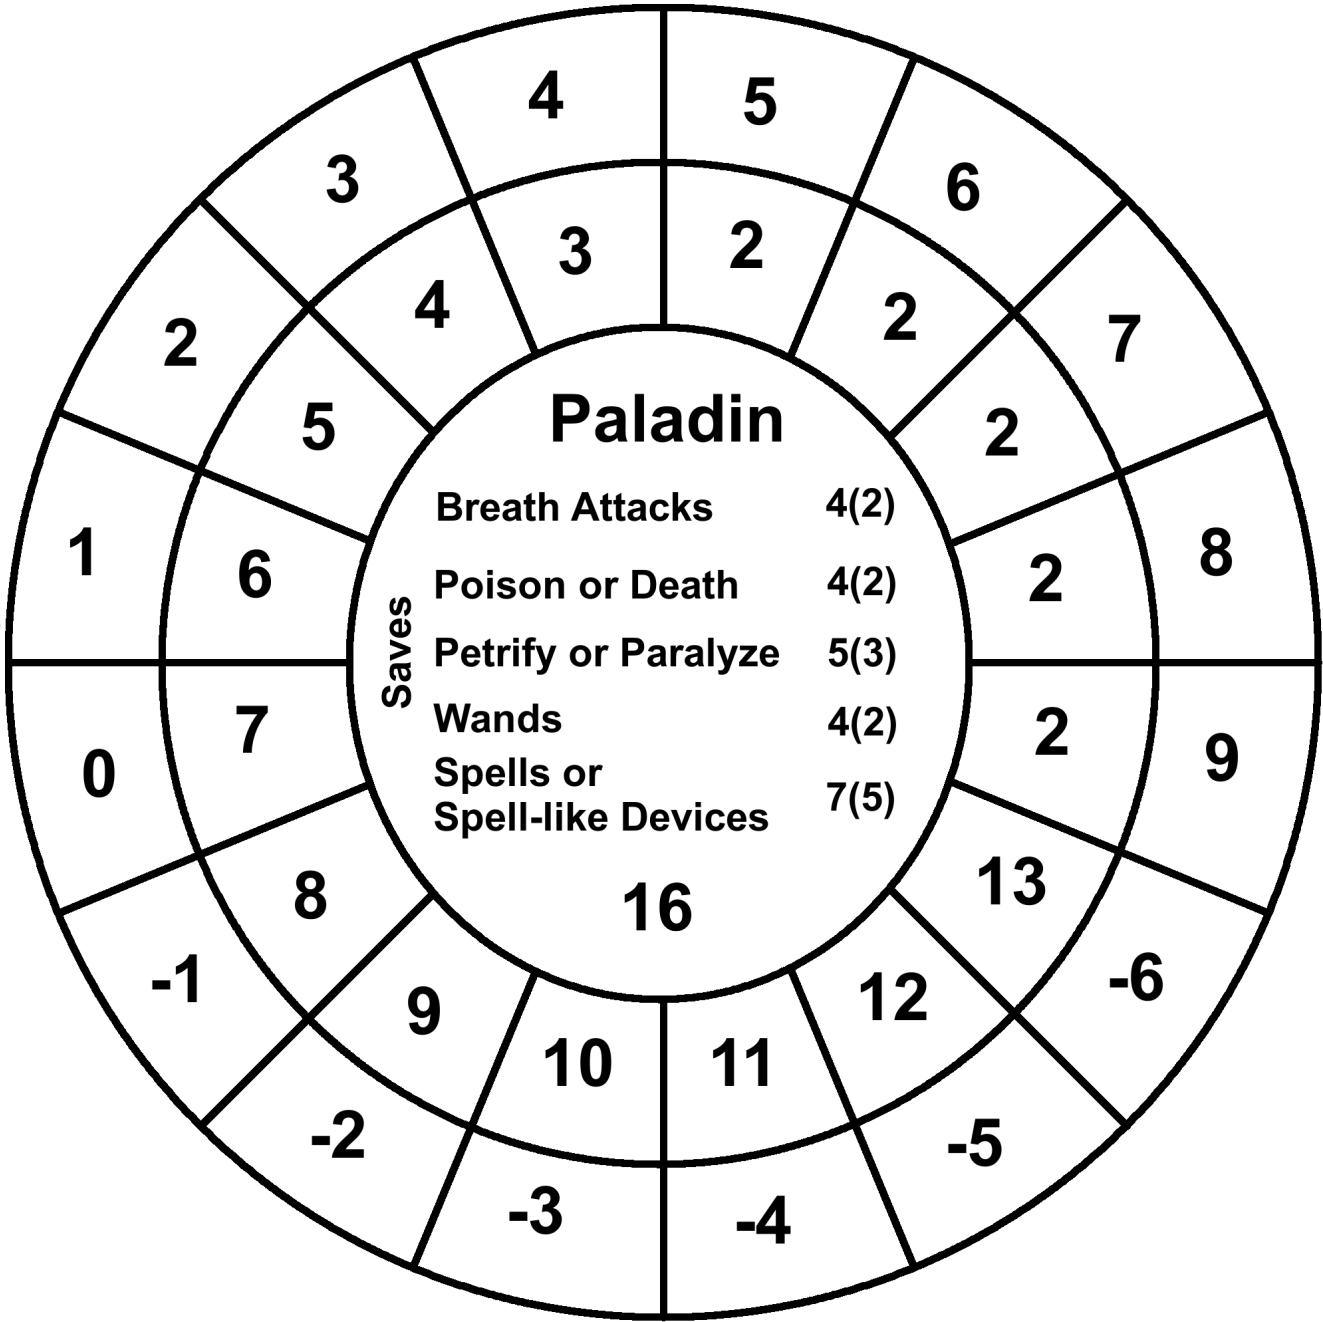 4 5
3 6
3 2
4 2
2 7
5 2
Paladin
Breath Attacks 4(2)
1 8
6 2
Poison or Death 4(2)
Saves
Petrify or Paralyze 5(3)
Wands 4(2)
7 2
0 9
Spells or
Spell-like Devices 7(5)
8 13
16
-1 -6
9 12
10 11
-2 -5
-3 -4